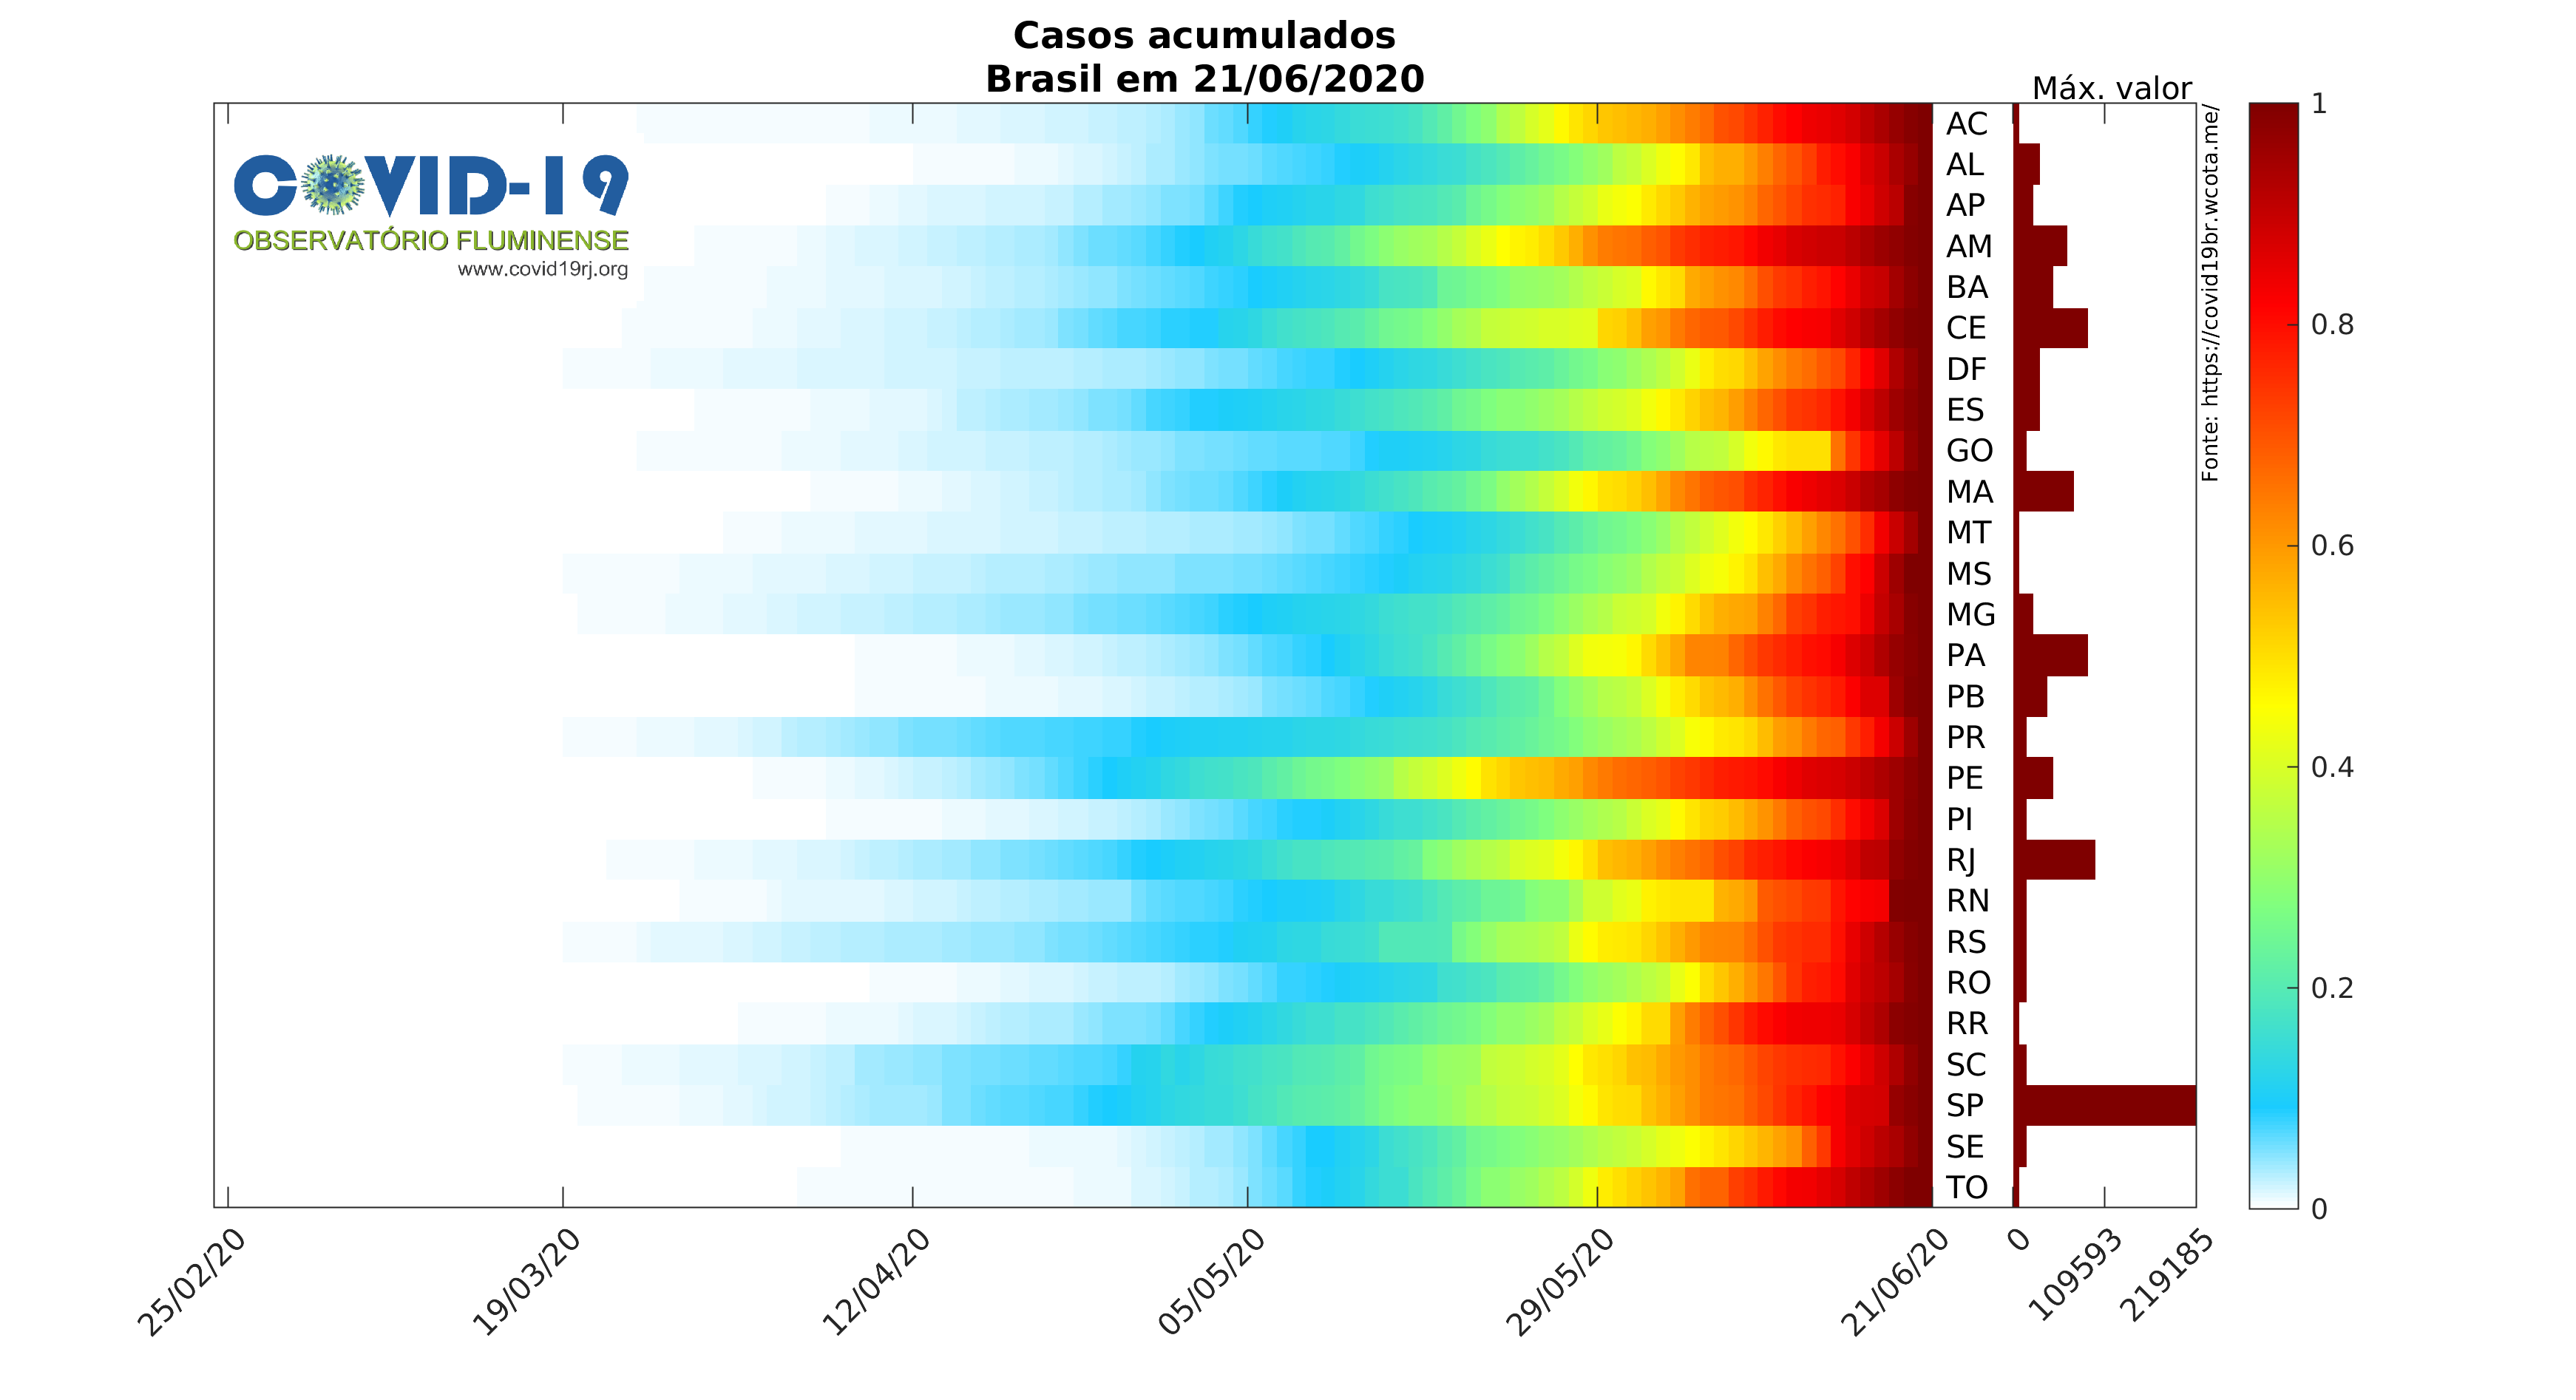 Casos acumulados
Brasil em 21/06/2020
Máx. valor
COVID-19
OBSERVATÓRIO FLUMINENSE
www.covid19rj.org
AC
AL
AP
AM
BA
CE
DF
ES
GO
MA
MT
MS
MG
PA
PB
PR
PE
PI
RJ
RN
RS
RO
RR
SC
SP
SE
TO
Fonte: https://covid19br.wcota.me/
1
0.8
0.6
0.4
0.2
0
25/02/20
19/03/20
12/04/20
05/05/20
29/05/20
21/06/20
0
109593
219185